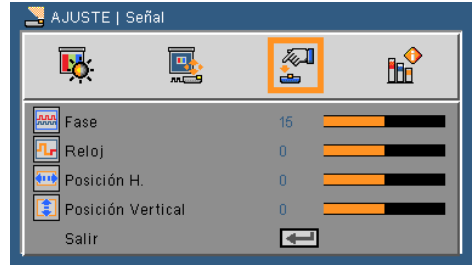 AJUSTE | Señal
Fase 16
Reloj 0
Posición H. 0
Posición Vertical 0
Salir